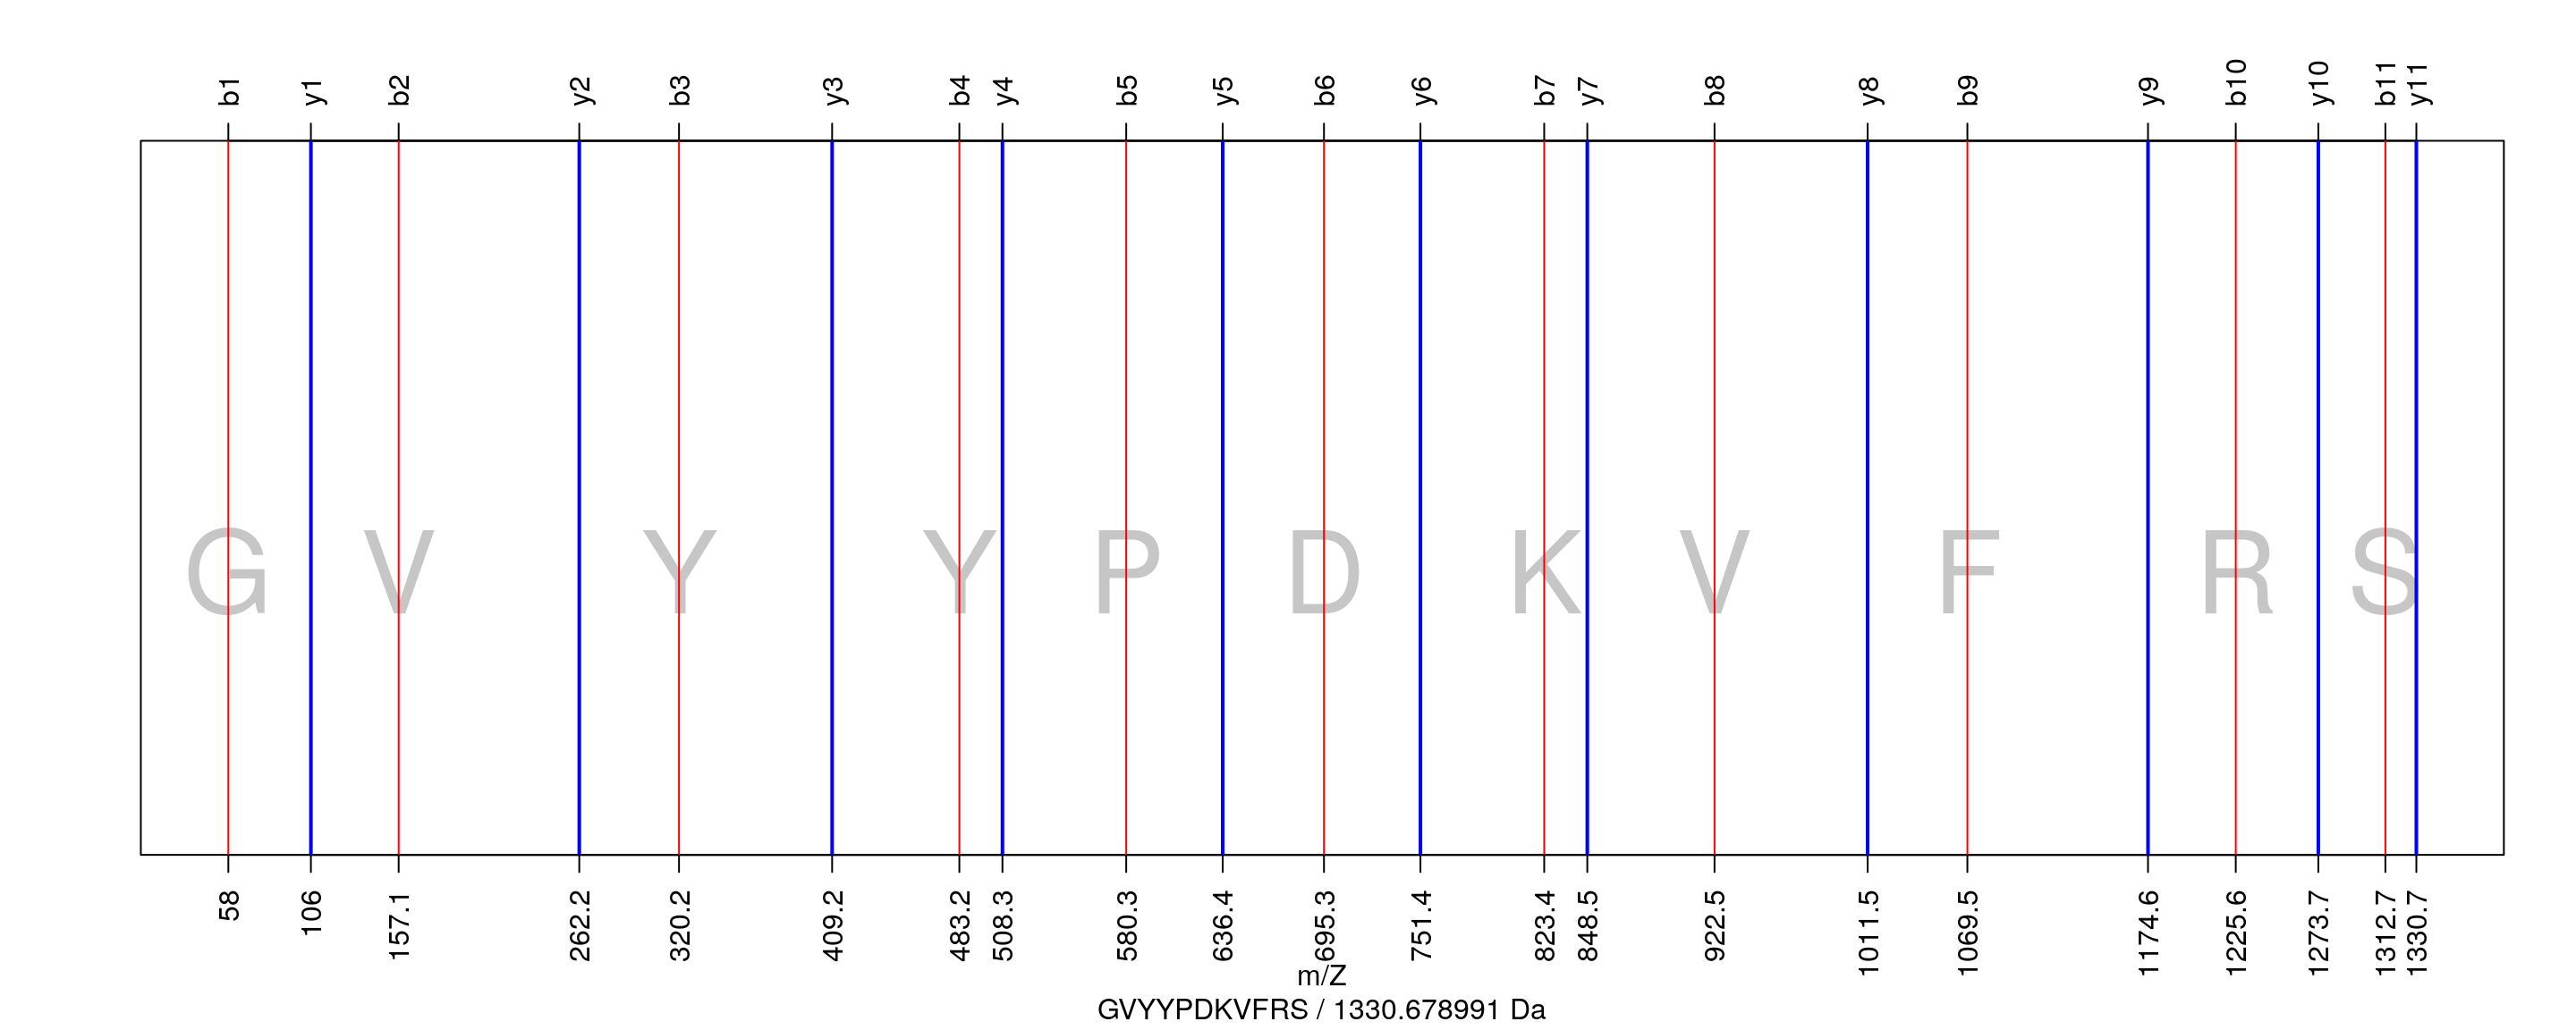 b1 y1 b2 y2 b3 y3 b4 y4 b5 y5 b6 y6 b7 y7 b8 y8 b9 y9 b10 y10 b11 y11
G V Y Y P D K V F R S
58 106 157.1 262.2 320.2 409.2 483.2 508.3 580.3 636.4 695.3 751.4 823.4 848.5 922.5 1011.5 1069.5 1174.6 1225.6 1273.7 1312.7 1330.7
m/Z
GVYYPDKVFRS / 1330.678991 Da